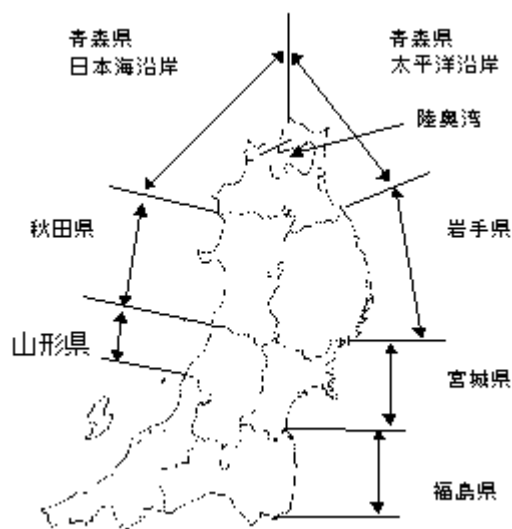 青森県
日本海沿岸
青森県
太平洋沿岸
陸奥湾
秋田県
岩手県
山形県
宮城県
福島県